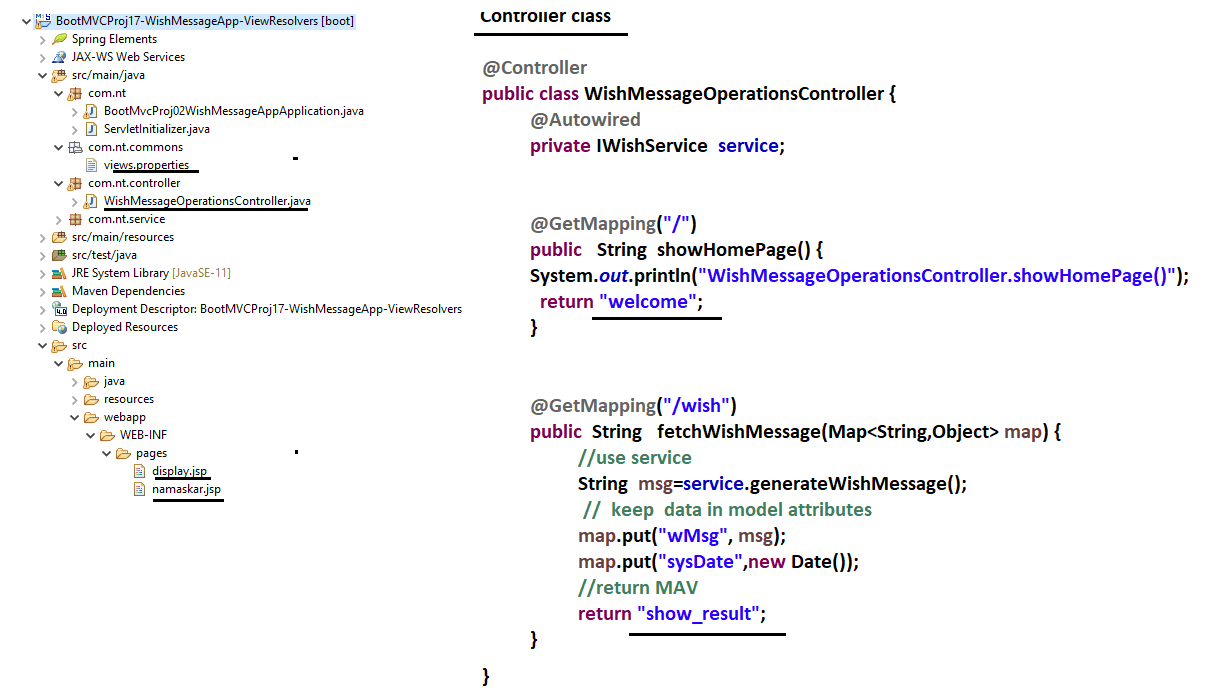 BootMVCProj17-WishMessageApp-ViewResolvers [boot]
Spring Elements
JAX-WS Web Services
src/main/java
com.nt
BootMvcProj02WishMessageAppApplication.java
ServletInitializer.java
com.nt.commons
views.properties
com.nt.controller
WishMessageOperationsController.java
com.nt.service
src/main/resources
src/test/java
JRE System Library [JavaSE-11]
Maven Dependencies
Deployment Descriptor: BootMVCProj17-WishMessageApp-ViewResolvers
Deployed Resources
src
main
java
resources
webapp
WEB-INF
pages
display.jsp
namaskar.jsp
Controller class
@Controller
public class WishMessageOperationsController {
@Autowired
private IWishService service;
@GetMapping("/")
public String showHomePage() {
System.out.println("WishMessageOperationsController.showHomePage()");
return "welcome";
}
@GetMapping("/wish")
public String fetchWishMessage(Map<String,Object> map) {
//use service
String msg=service.generateWishMessage();
// keep data in model attributes
map.put("wMsg", msg);
map.put("sysDate",new Date());
//return MAV
return "show_result";
}
}